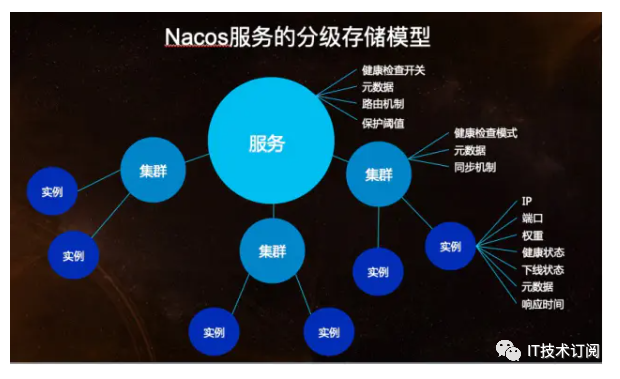 Nacos服务的分级存储模型
健康检查开关
元数据
路由机制
保护阈值
服务
集群
健康检查模式
元数据
同步机制
集群
实例
IP
端口
权重
健康状态
下线状态
元数据
响应时间
实例
集群
实例
实例
实例
实例
IT技术订阅